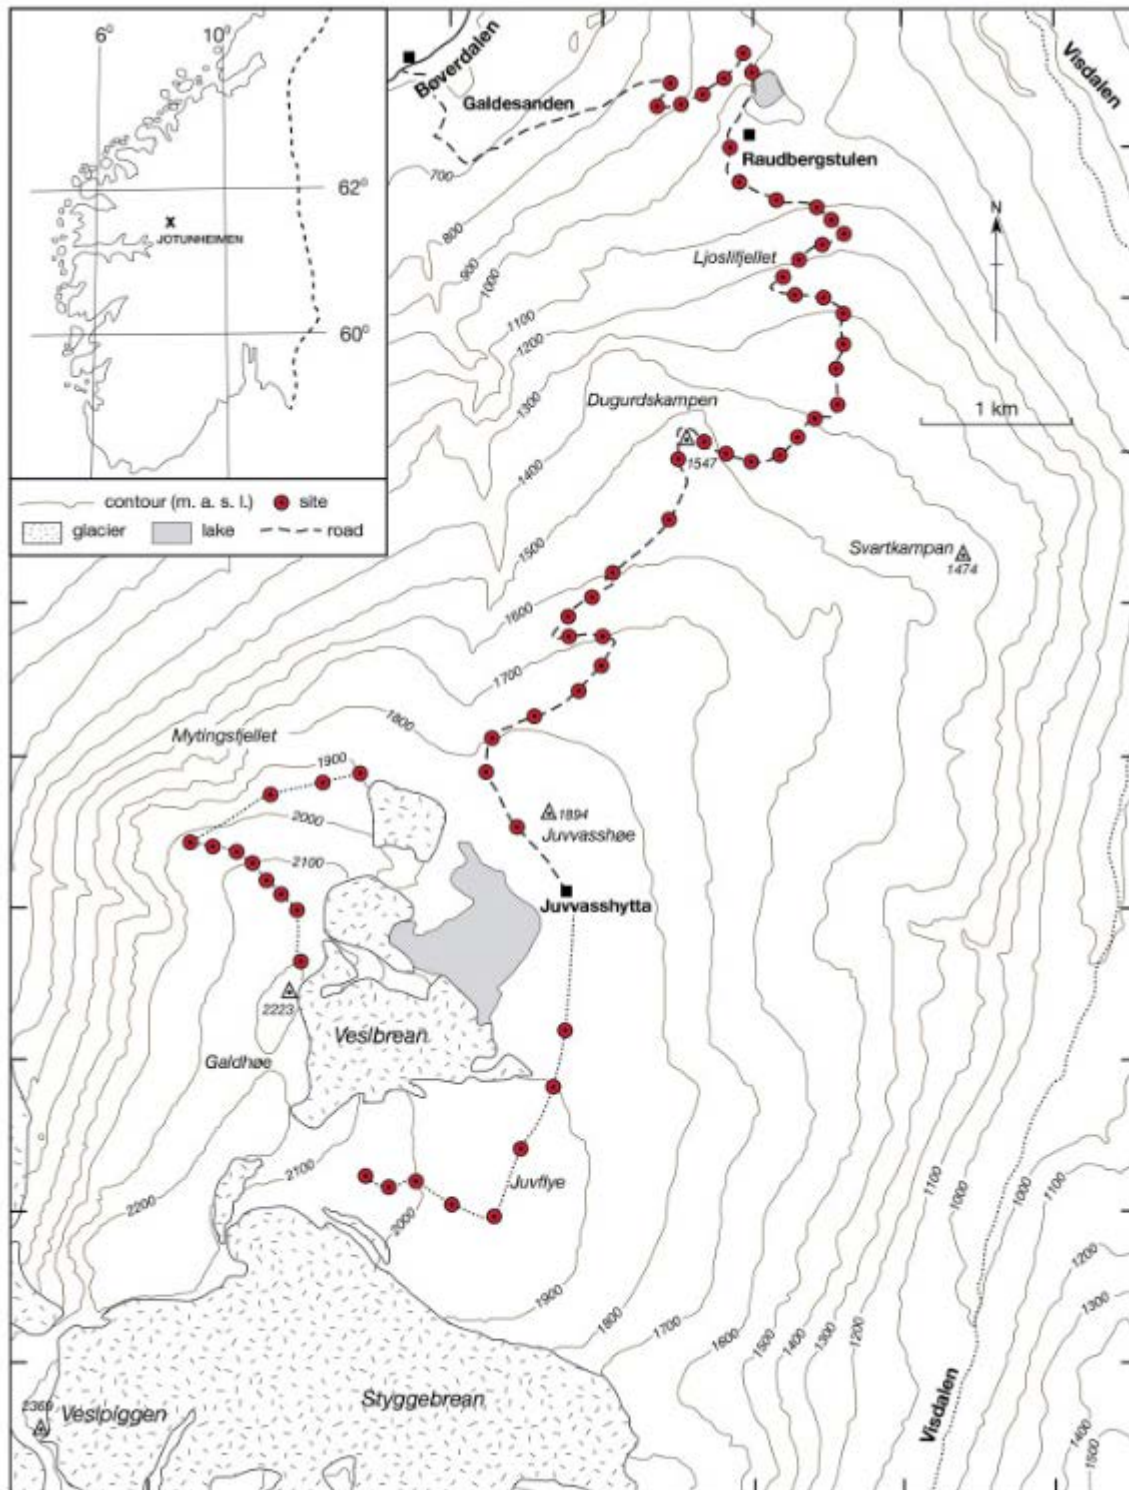 6° 10°
62°
60°
x
JOTUNHEIMEN
contour (m. a. s. l.) site
glacier lake road
Bøverdalen
Galdesanden
Visdalen
Raudbergstulen
N
Ljoslifjellet
1 km
700
800
900
1000
1100
1200
1300
1400
1500
1600
1700
1800
1900
2000
2100
Dugurdskampen
1547
Svartkampan
1474
Mytingsfjellet
1894
Juvvasshøe
Juvvasshytta
2223
Galdhøe
Veslbrean
Juvflye
2200
2100
2000
1900
1800
1700
1600
1500
1400
1300
1200
1100
1000
1000
1100
1200
1300
1400
1500
Styggebrean
2369
Veslpiggen
Visdalen